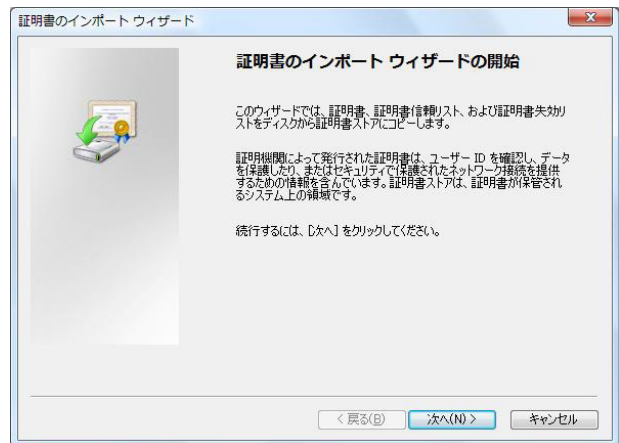 証明書のインポート ウィザード
証明書のインポート ウィザードの開始
このウィザードでは、証明書、証明書信頼リスト、および証明書失効リ
ストをディスクから証明書ストアにコピーします。
証明機関によって発行された証明書は、ユーザー ID を確認し、データ
を保護したり、またはセキュリティで保護されたネットワーク接続を提供
するための情報を含んでいます。証明書ストアは、証明書が保管され
るシステム上の領域です。
続行するには、[次へ] をクリックしてください。
< 戻る(B)
次へ(N) >
キャンセル